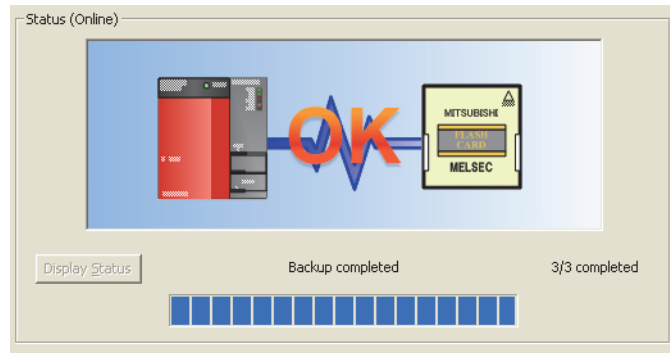 Status (Online)
OK
MITSUBISHI
FLASH
CARD
MELSEC
Display Status
Backup completed
3/3 completed